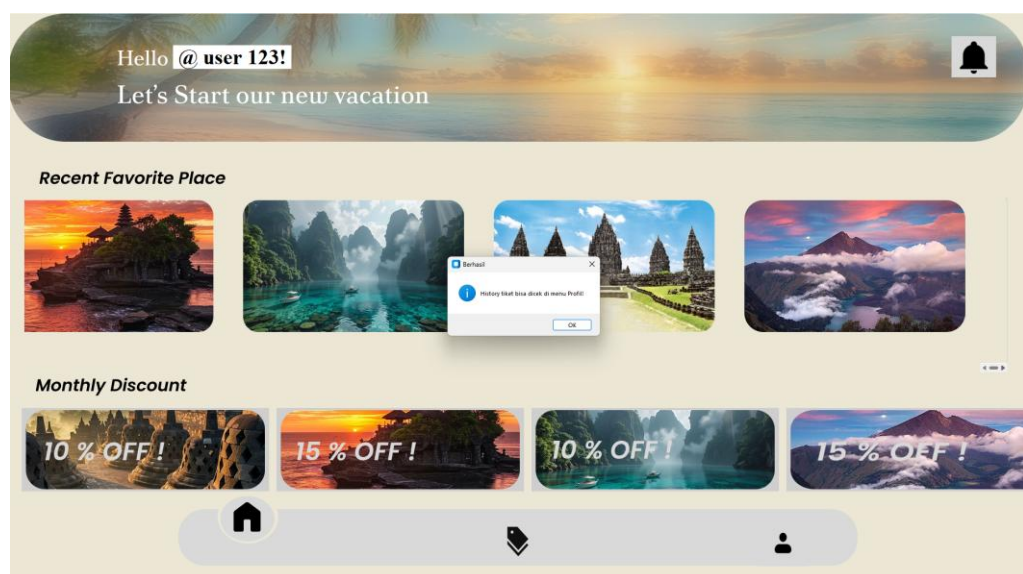 Hello @ user 123!
Let's Start our new vacation
Recent Favorite Place
Berhasil
History tiket bisa dicek di menu Profil!
OK
Monthly Discount
10 % OFF !
15 % OFF !
10 % OFF !
15 % OFF !